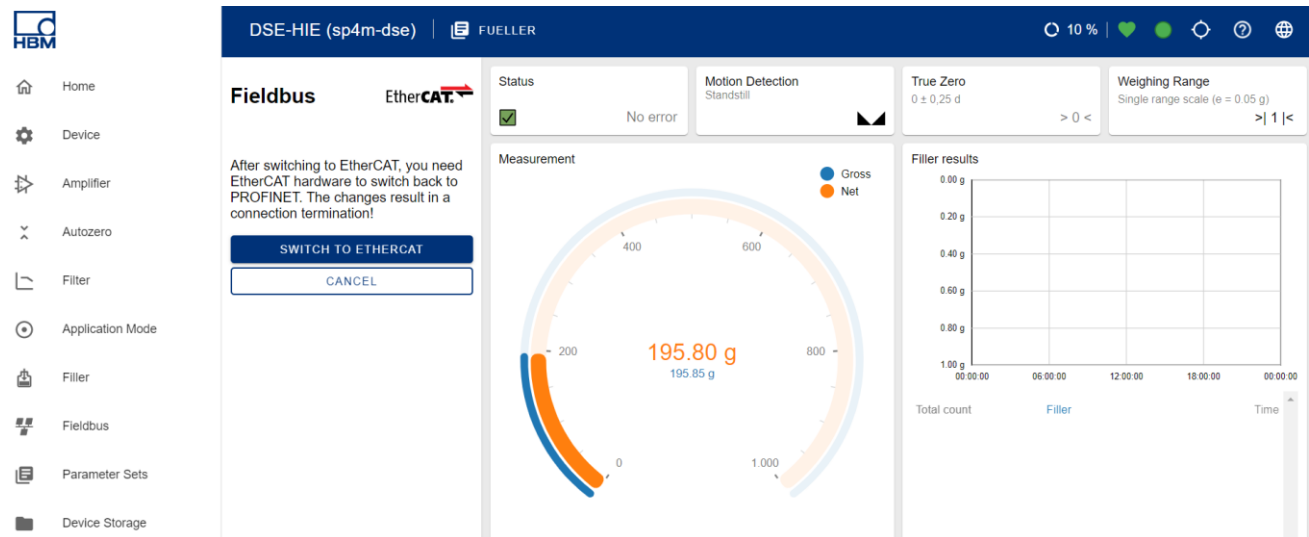 HBM
DSE-HIE (sp4m-dse)
FUELLER
10 %
Home
Device
Amplifier
Autozero
Filter
Application Mode
Filler
Fieldbus
Parameter Sets
Device Storage
Fieldbus
EtherCAT.
After switching to EtherCAT, you need
EtherCAT hardware to switch back to
PROFINET. The changes result in a
connection termination!
SWITCH TO ETHERCAT
CANCEL
Status
No error
Motion Detection
Standstill
True Zero
0 ± 0,25 d
> 0 <
Weighing Range
Single range scale (e = 0.05 g)
>| 1 |<
Measurement
Gross
Net
400
600
200
800
195.80 g
195.85 g
0
1.000
Filler results
0.00 g
0.20 g
0.40 g
0.60 g
0.80 g
1.00 g
00:00:00 06:00:00 12:00:00 18:00:00 00:00:00
Total count Filler Time